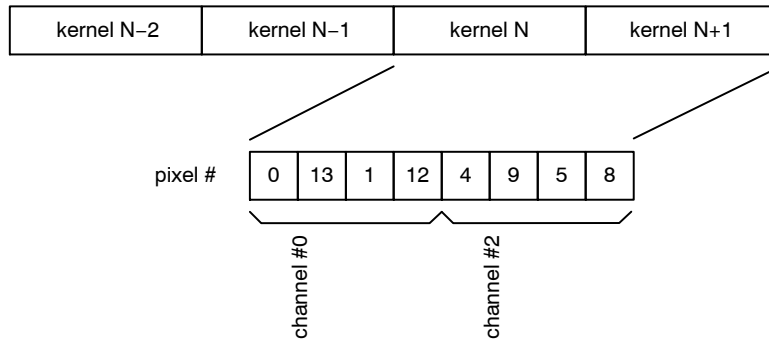 kernel N−2 kernel N−1 kernel N kernel N+1
pixel # 0 13 1 12 4 9 5 8
channel #0
channel #2